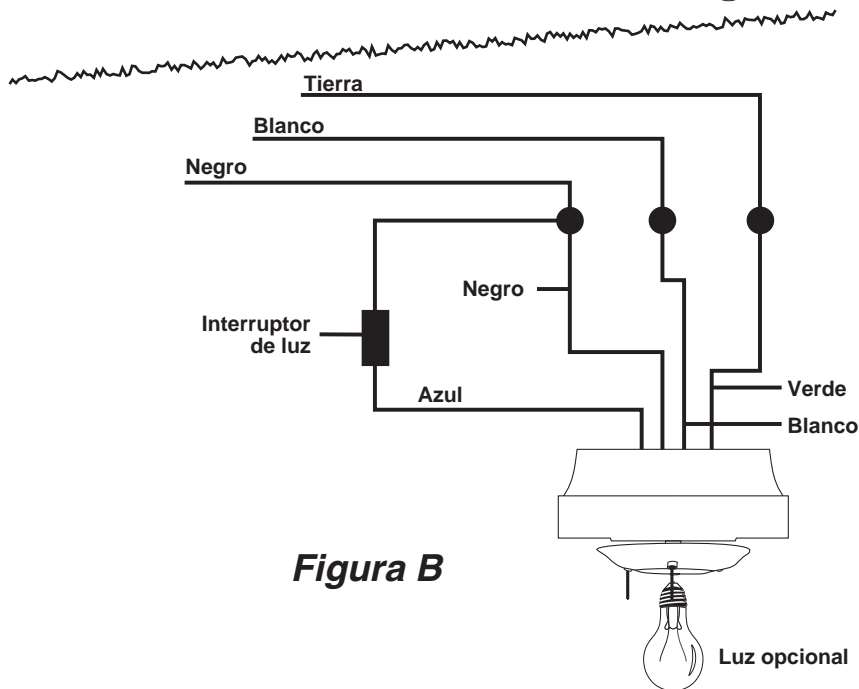 Tierra
Blanco
Negro
Negro
Interruptor
de luz
Azul
Verde
Blanco
Figura B
Luz opcional